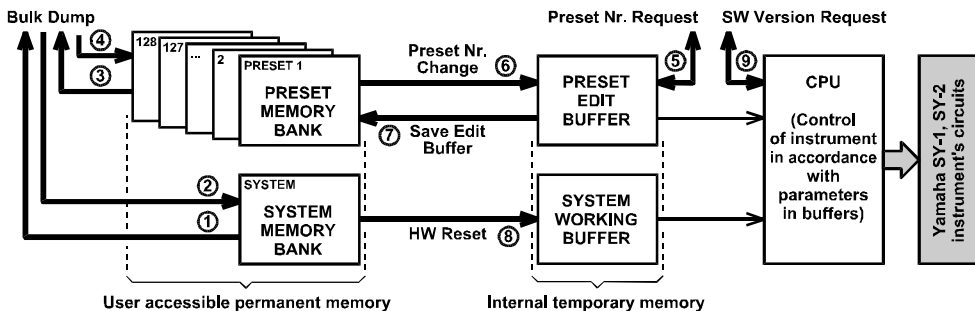 Bulk Dump
Preset Nr. Request
SW Version Request
④
③
128
127
...
2
PRESET 1
PRESET
MEMORY
BANK
Preset Nr.
Change
⑥
⑦
Save Edit
Buffer
PRESET
EDIT
BUFFER
⑤
⑨
CPU
(Control
of instrument
in accordance
with
parameters
in buffers)
Yamaha SY-1, SY-2
instrument's circuits
②
①
SYSTEM
SYSTEM
MEMORY
BANK
HW Reset
⑧
SYSTEM
WORKING
BUFFER
User accessible permanent memory
Internal temporary memory